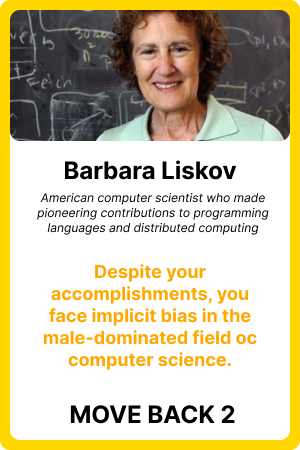 Barbara Liskov
American computer scientist who made
pioneering contributions to programming
languages and distributed computing
Despite your
accomplishments, you
face implicit bias in the
male-dominated field oc
computer science.
MOVE BACK 2